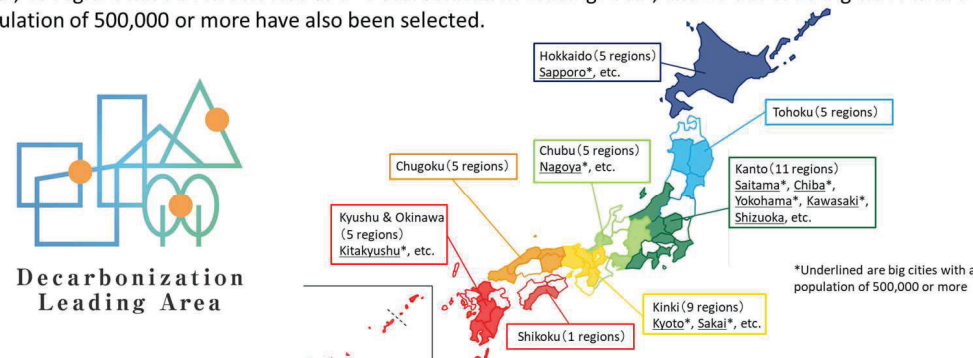 pulation of 500,000 or more have also been selected.
Hokkaido(5 regions)
Sapporo*, etc.
Tohoku(5 regions)
Chubu(5 regions)
Nagoya*, etc.
Chugoku(5 regions)
Kanto(11 regions)
Saitama*, Chiba*,
Yokohama*, Kawasaki*,
Shizuoka, etc.
Kyushu & Okinawa
(5 regions)
Kitakyushu*, etc.
Decarbonization
Leading Area
*Underlined are big cities with a
population of 500,000 or more
Kinki(9 regions)
Kyoto*, Sakai*, etc.
Shikoku(1 regions)